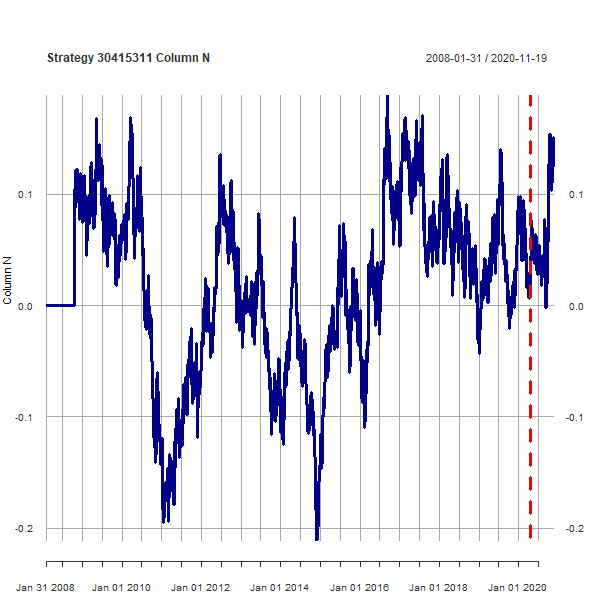 Strategy 30415311 Column N 2008-01-31 / 2020-11-19
Column N
0.1 0.1
0.0 0.0
-0.1 -0.1
-0.2 -0.2
Jan 31 2008 Jan 01 2010 Jan 01 2012 Jan 01 2014 Jan 01 2016 Jan 01 2018 Jan 01 2020